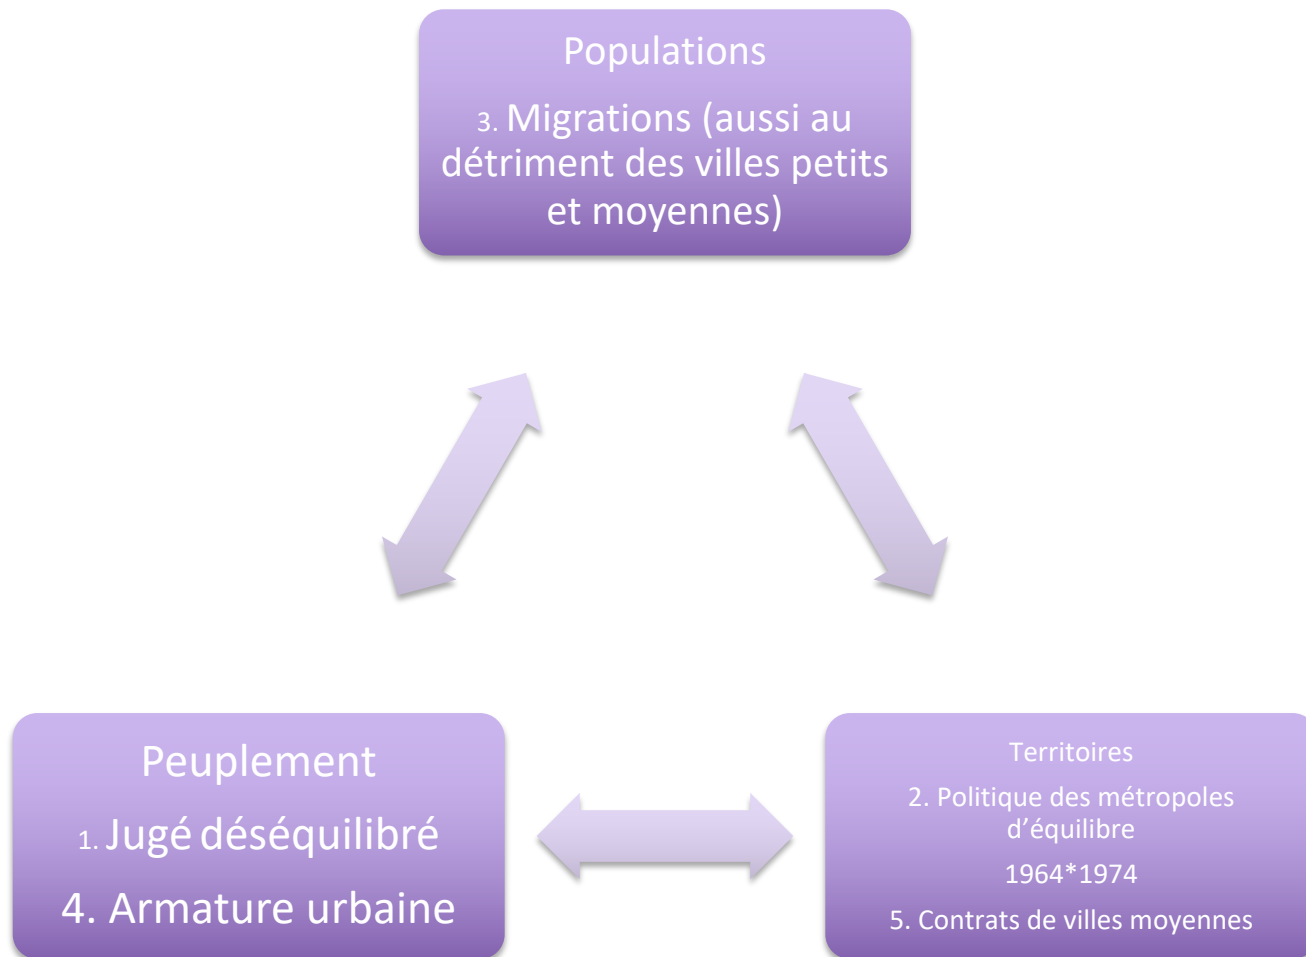 Populations
3. Migrations (aussi au
détriment des villes petits
et moyennes)
Peuplement
1. Jugé déséquilibré
4. Armature urbaine
Territoires
2. Politique des métropoles
d’équilibre
1964*1974
5. Contrats de villes moyennes